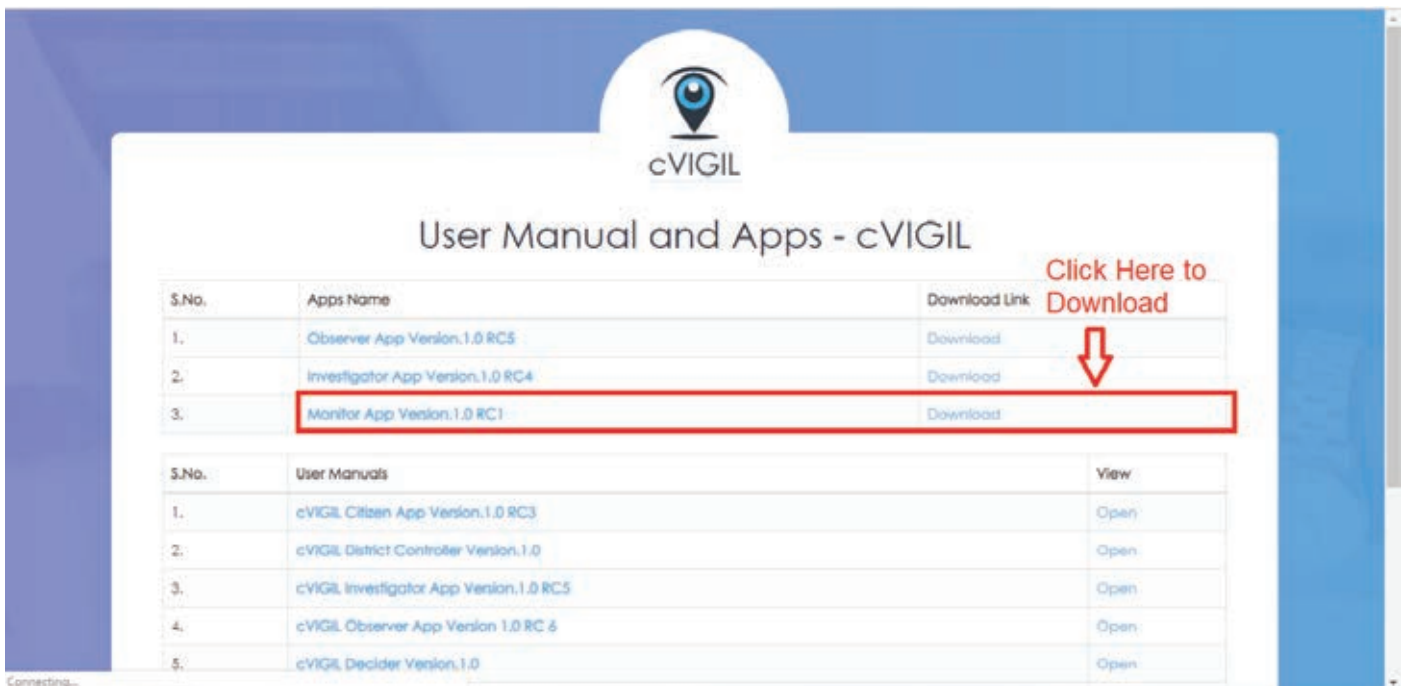 cVIGIL
User Manual and Apps - cVIGIL
Click Here to
Download
S.No. Apps Name Download Link
1. Observer App Version.1.0 RC5 Download
2. Investigator App Version.1.0 RC4 Download
3. Monitor App Version.1.0 RC1 Download
S.No. User Manuals View
1. cVIGIL Citizen App Version.1.0 RC3 Open
2. cVIGIL District Controller Version.1.0 Open
3. cVIGIL Investigator App Version.1.0 RC5 Open
4. cVIGIL Observer App Version 1.0 RC 6 Open
5. cVIGIL Decider Version.1.0 Open
Connecting...